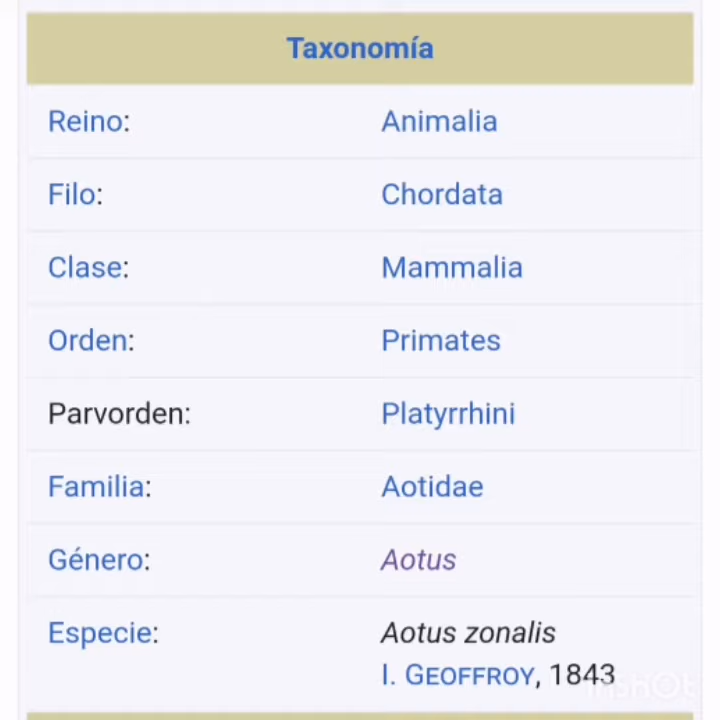 Taxonomía
Reino: Animalia
Filo: Chordata
Clase: Mammalia
Orden: Primates
Parvorden: Platyrrhini
Familia: Aotidae
Género: Aotus
Especie: Aotus zonalis
I. GEOFFROY, 1843
InSHOT